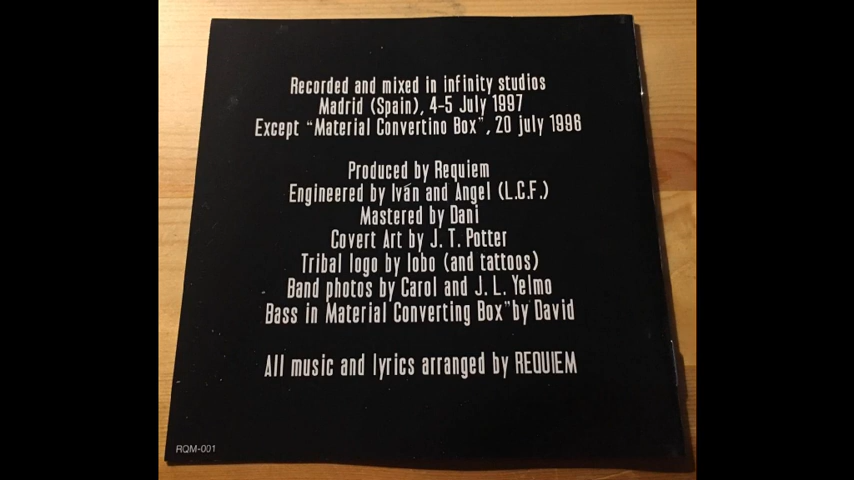 Recorded and mixed in infinity studios
Madrid (Spain), 4-5 July 1997
Except "Material Convertino Box", 20 july 1996
Produced by Requiem
Engineered by Iván and Angel (L.C.F.)
Mastered by Dani
Covert Art by J. T. Potter
Tribal logo by lobo (and tattoos)
Band photos by Carol and J. L. Yelmo
Bass in Material Converting Box"by David
All music and lyrics arranged by REQUIEM
RQM-001